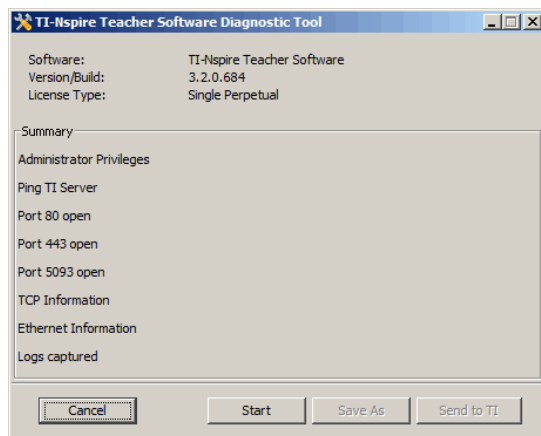 TI-Nspire Teacher Software Diagnostic Tool
Software: TI-Nspire Teacher Software
Version/Build: 3.2.0.684
License Type: Single Perpetual
Summary
Administrator Privileges
Ping TI Server
Port 80 open
Port 443 open
Port 5093 open
TCP Information
Ethernet Information
Logs captured
Cancel Start Save As Send to TI